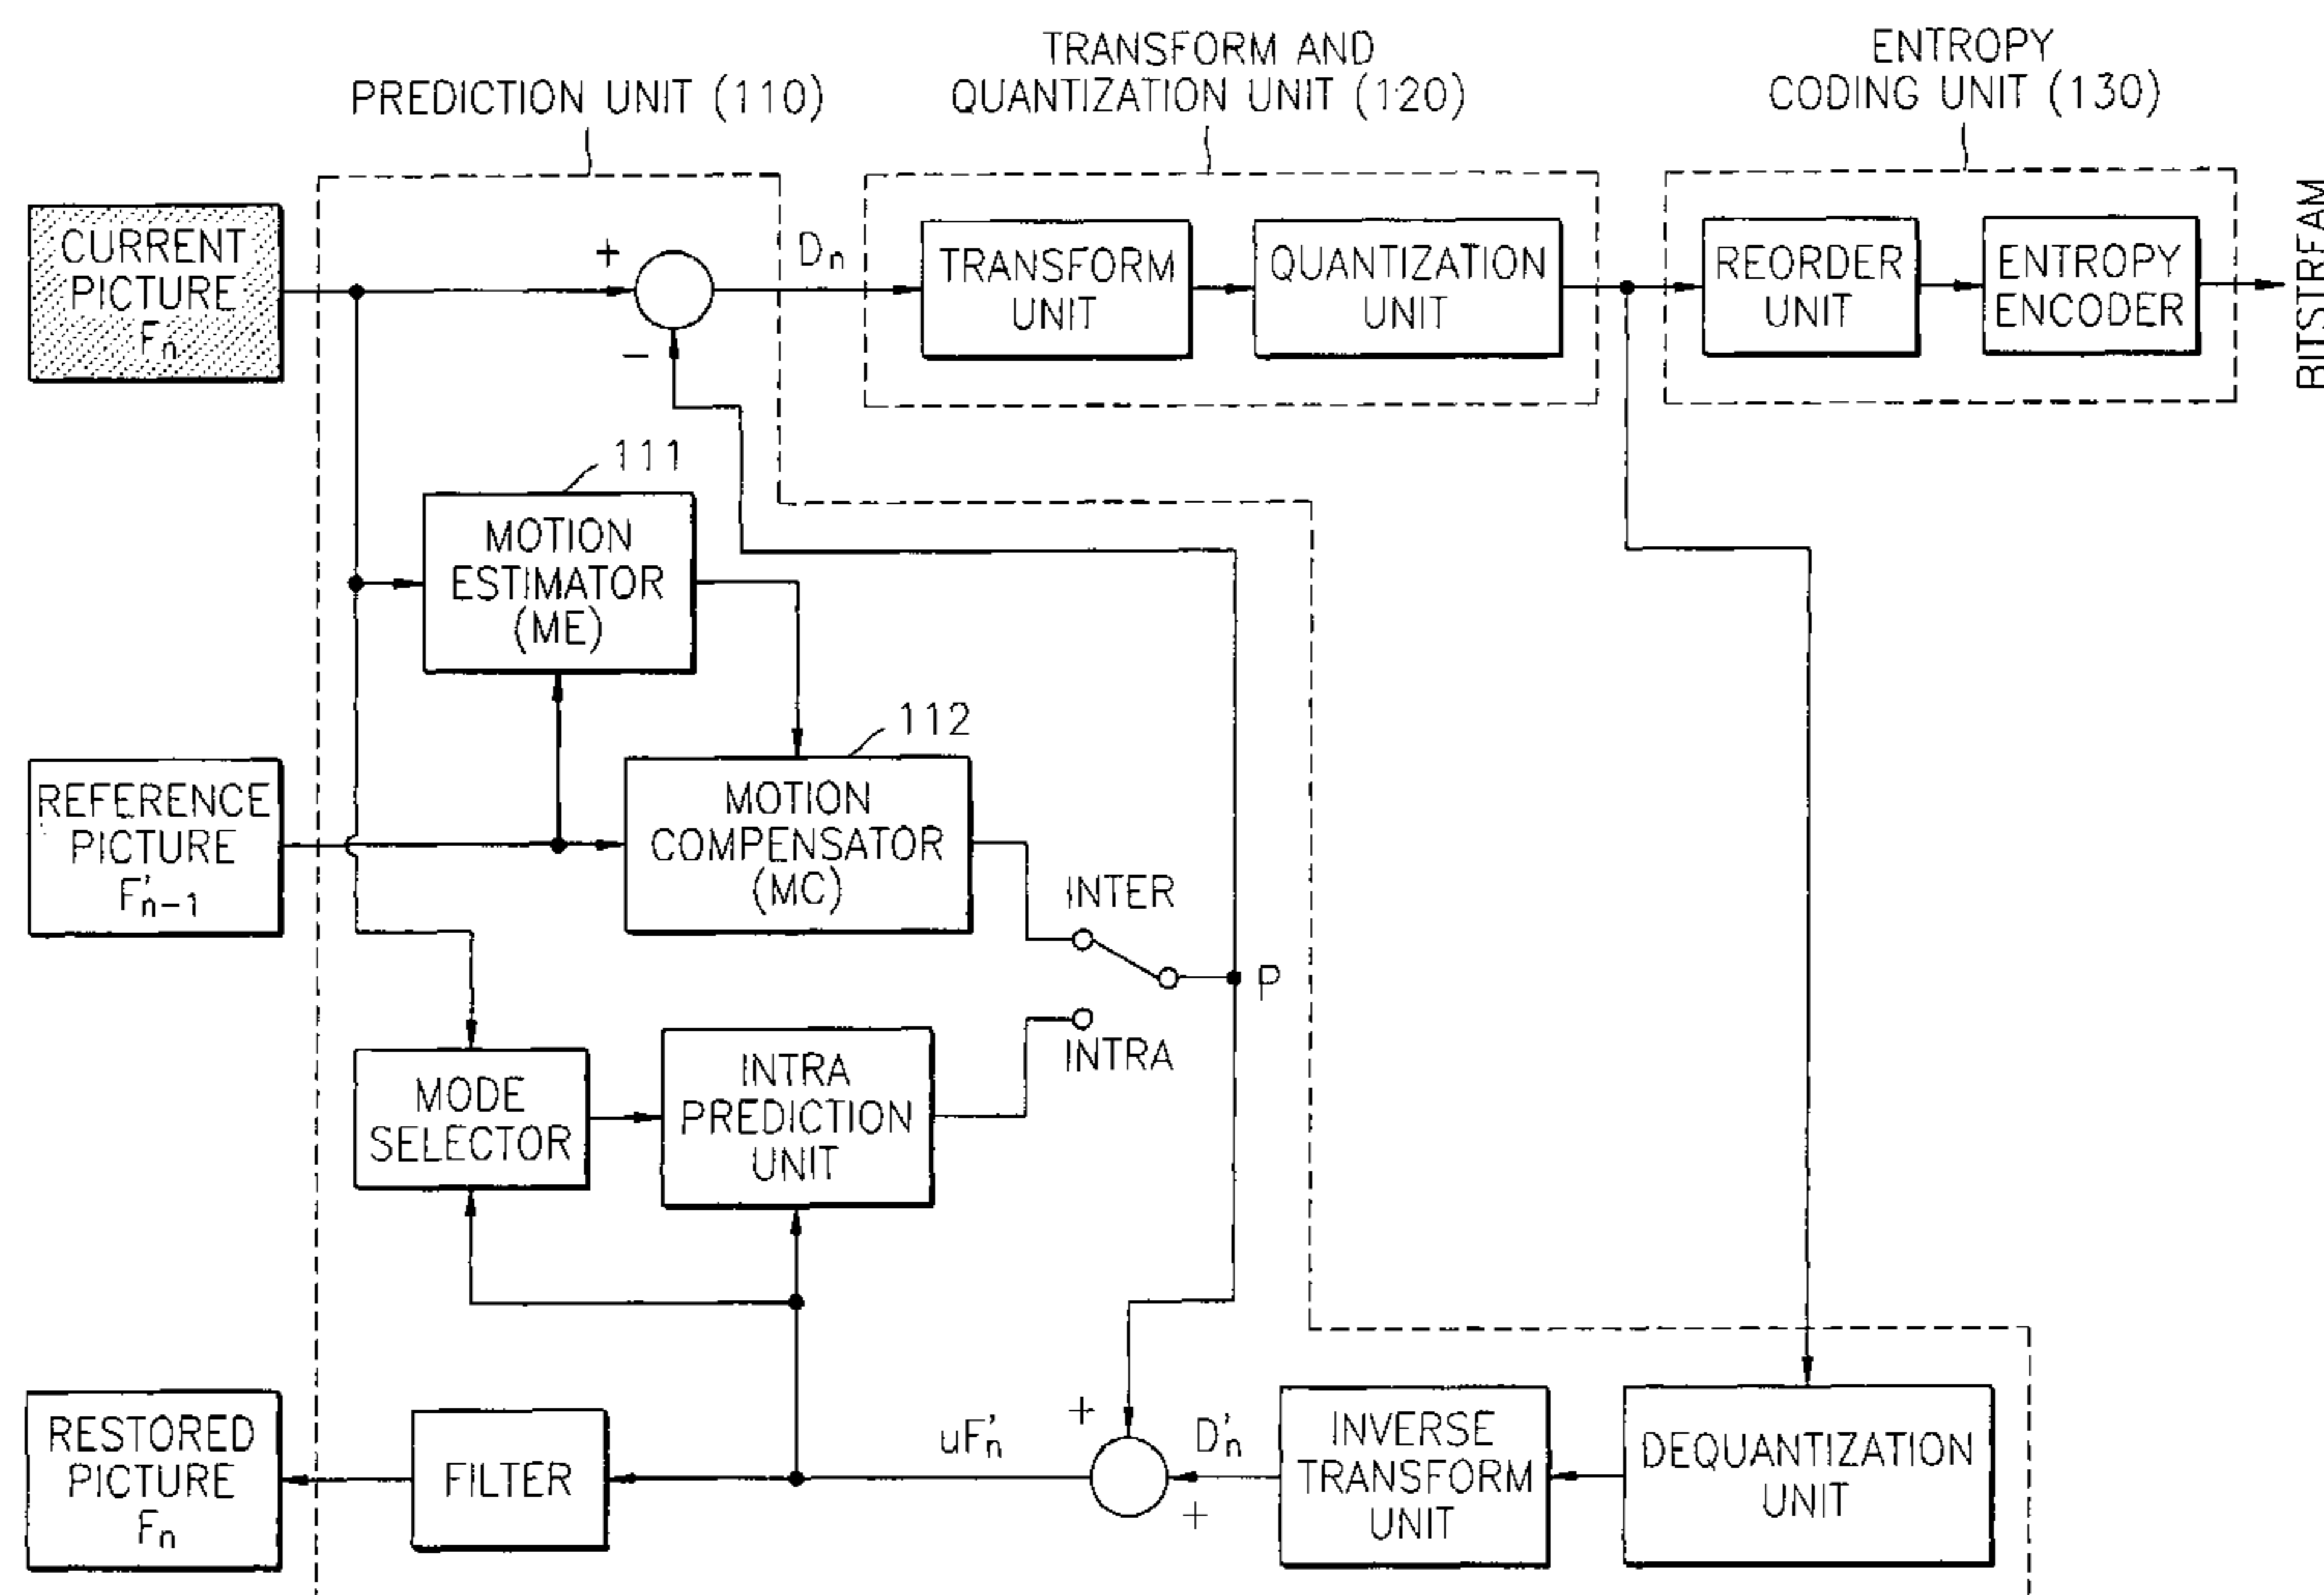 PREDICTION UNIT (110)
TRANSFORM AND
QUANTIZATION UNIT (120)
ENTROPY
CODING UNIT (130)
CURRENT
PICTURE
Fn
+
−
Dn
TRANSFORM
UNIT
QUANTIZATION
UNIT
REORDER
UNIT
ENTROPY
ENCODER
BITSTREAM
111
MOTION
ESTIMATOR
(ME)
112
REFERENCE
PICTURE
F'n−1
MOTION
COMPENSATOR
(MC)
INTER
P
INTRA
MODE
SELECTOR
INTRA
PREDICTION
UNIT
RESTORED
PICTURE
Fn
FILTER
uF'n
+
D'n
+
INVERSE
TRANSFORM
UNIT
DEQUANTIZATION
UNIT